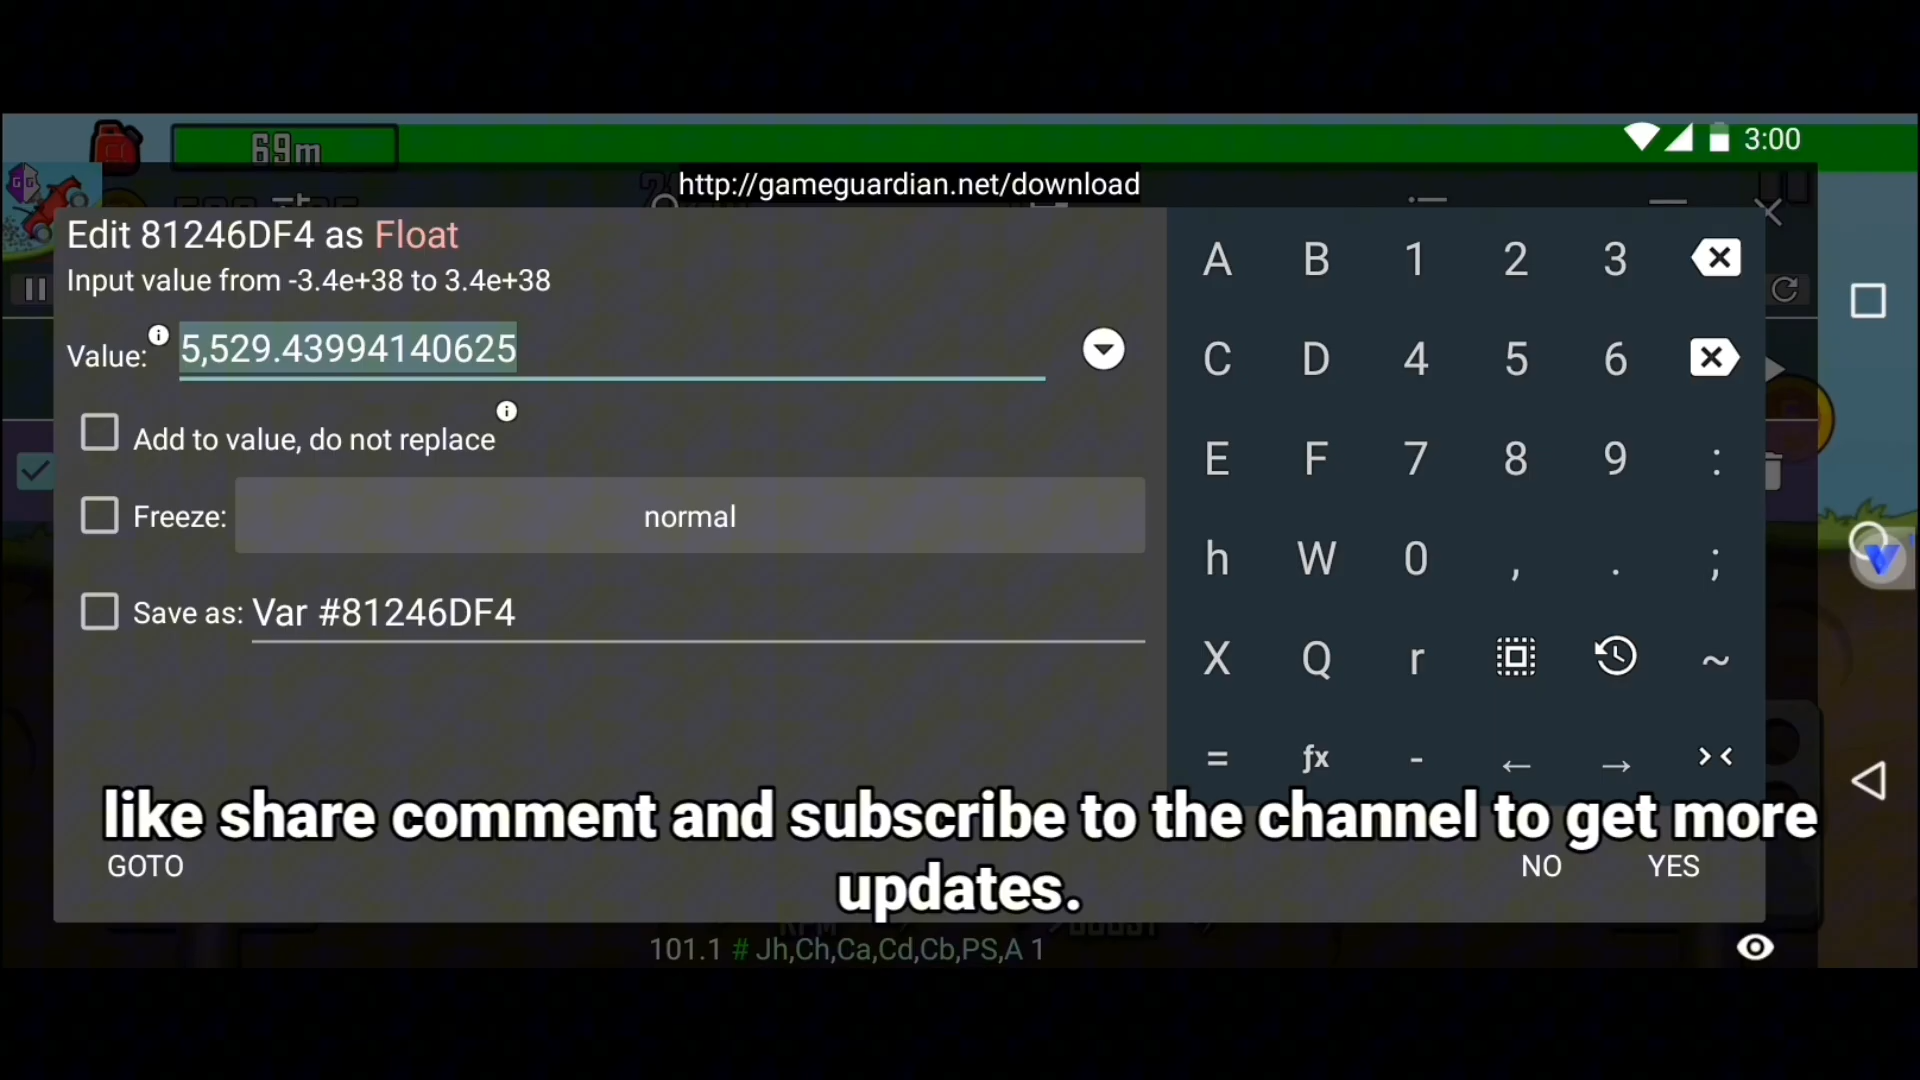 69m
3:00
http://gameguardian.net/download
Edit 81246DF4 as Float
Input value from -3.4e+38 to 3.4e+38
Value: 5,529.43994140625
Add to value, do not replace
Freeze: normal
Save as: Var #81246DF4
A B 1 2 3
C D 4 5 6
E F 7 8 9 :
h W 0 , . ;
X Q r ~
= ƒx - ← → ><
like share comment and subscribe to the channel to get more
updates.
GOTO NO YES
RPM BOOST
101.1 # Jh,Ch,Ca,Cd,Cb,PS,A 1